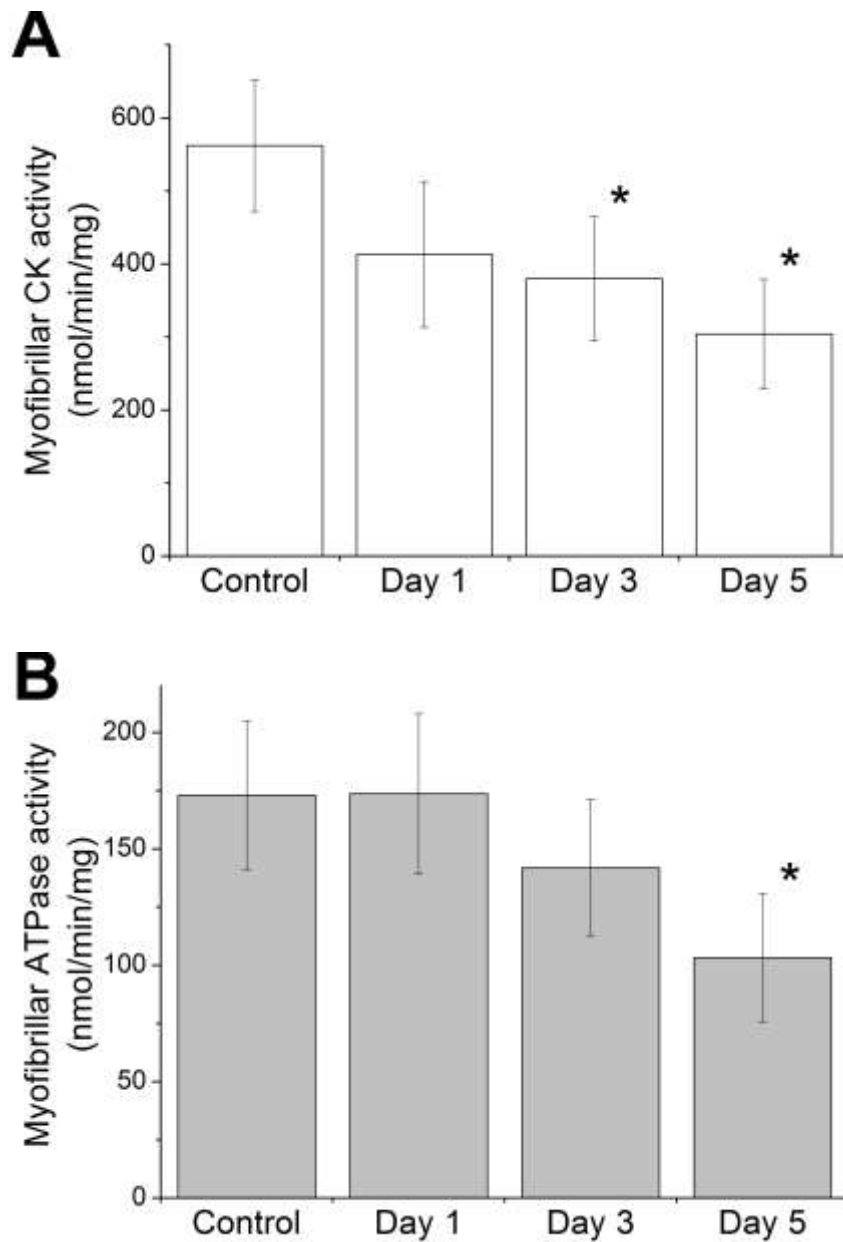 A
Myofibrillar CK activity
(nmol/min/mg)
600
400
200
0
*
*
Control Day 1 Day 3 Day 5
B
Myofibrillar ATPase activity
(nmol/min/mg)
200
150
100
50
0
*
Control Day 1 Day 3 Day 5